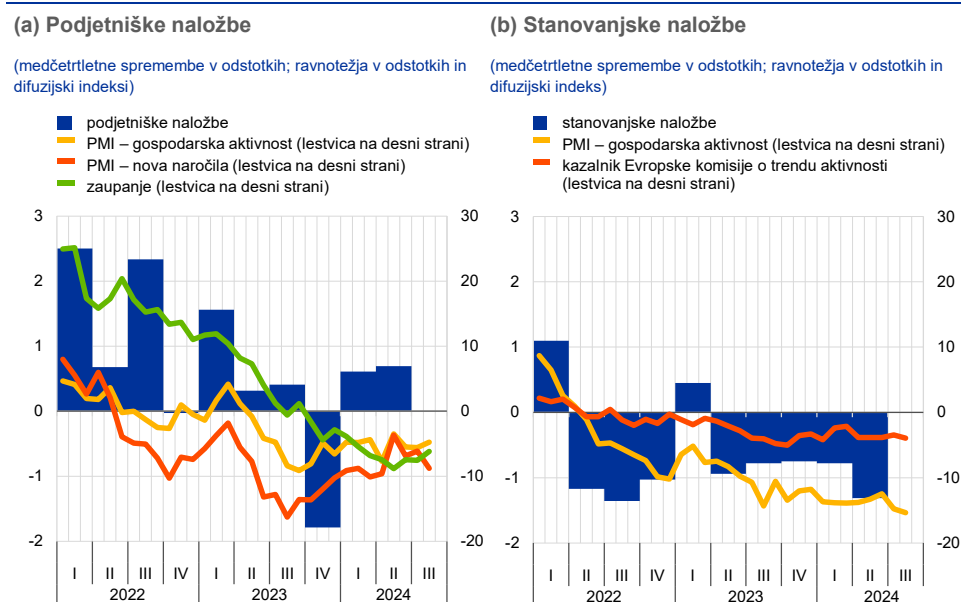 (a) Podjetniške naložbe
(medčetrtletne spremembe v odstotkih; ravnotežja v odstotkih in
difuzijski indeksi)
podjetniške naložbe
PMI – gospodarska aktivnost (lestvica na desni strani)
PMI – nova naročila (lestvica na desni strani)
zaupanje (lestvica na desni strani)
3 30
2 20
1 10
0 0
-1 -10
-2 -20
I II III IV I II III IV I II III
2022 2023 2024
(b) Stanovanjske naložbe
(medčetrtletne spremembe v odstotkih; ravnotežja v odstotkih in
difuzijski indeks)
stanovanjske naložbe
PMI – gospodarska aktivnost (lestvica na desni strani)
kazalnik Evropske komisije o trendu aktivnosti
(lestvica na desni strani)
3 30
2 20
1 10
0 0
-1 -10
-2 -20
I II III IV I II III IV I II III
2022 2023 2024